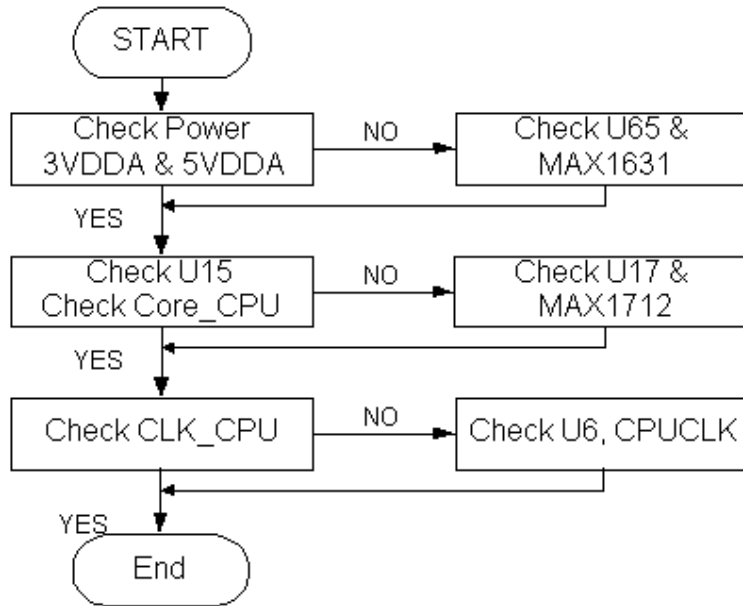 START
Check Power
3VDDA & 5VDDA
NO
Check U65 &
MAX1631
YES
Check U15
Check Core_CPU
NO
Check U17 &
MAX1712
YES
Check CLK_CPU
NO
Check U6, CPUCLK
YES
End